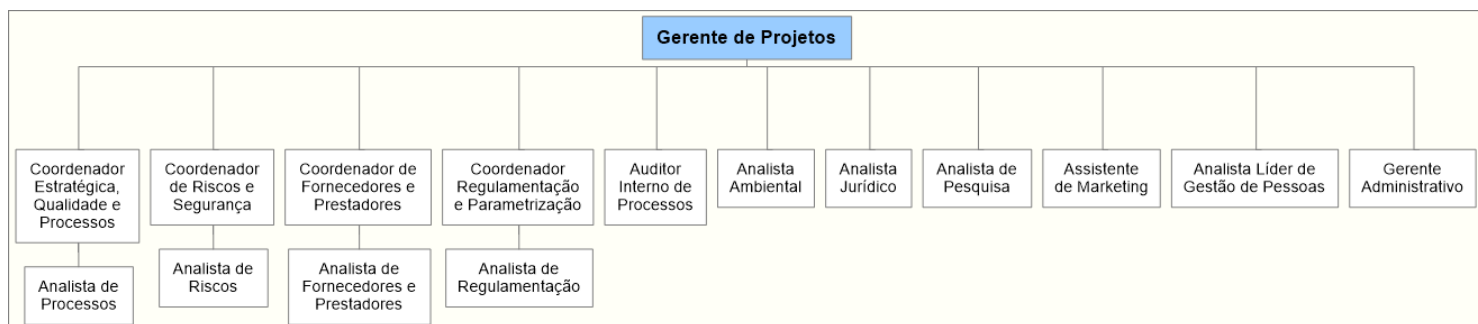 Gerente de Projetos
Coordenador
Estratégica,
Qualidade e
Processos
Coordenador
de Riscos e
Segurança
Coordenador de
Fornecedores e
Prestadores
Coordenador
Regulamentação
e Parametrização
Auditor
Interno de
Processos
Analista
Ambiental
Analista
Jurídico
Analista de
Pesquisa
Assistente
de Marketing
Analista Líder de
Gestão de Pessoas
Gerente
Administrativo
Analista de
Processos
Analista de
Riscos
Analista de
Fornecedores e
Prestadores
Analista de
Regulamentação